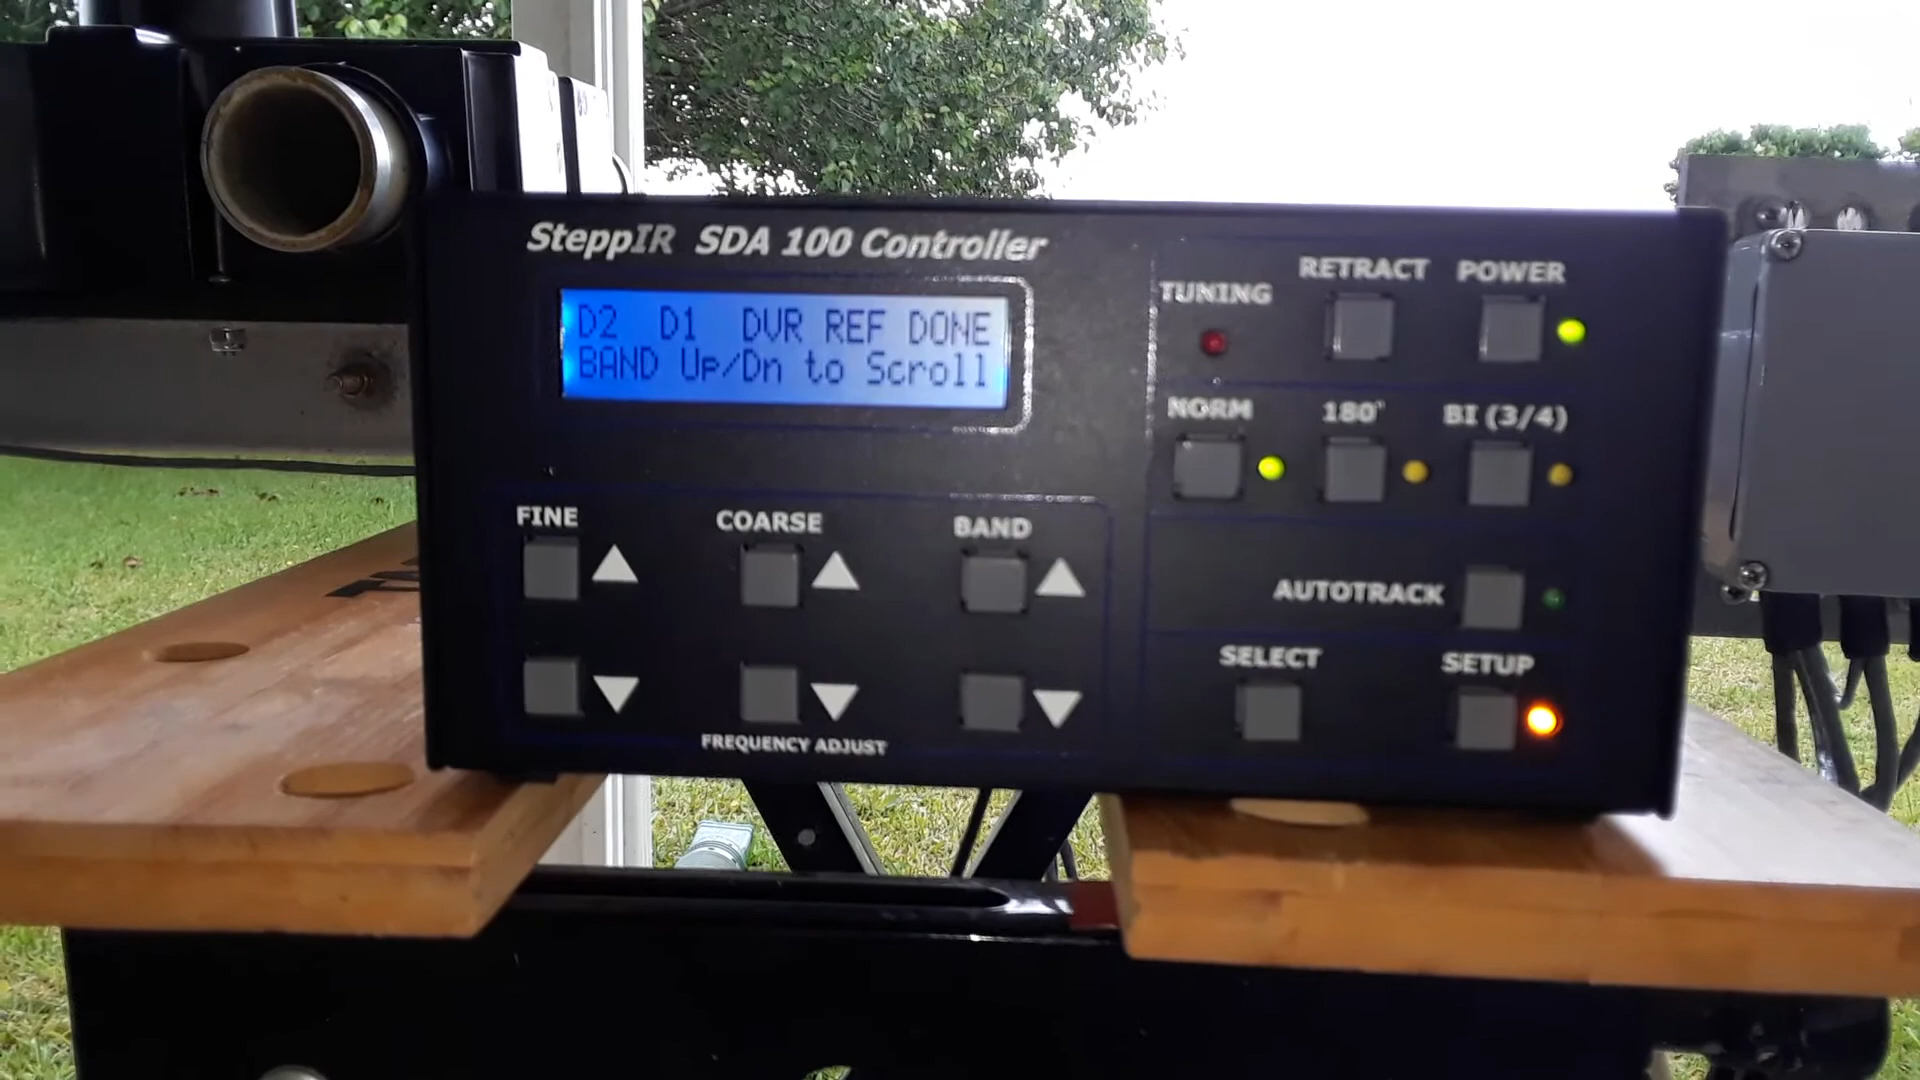 SteppIR SDA 100 Controller
D2 D1 DVR REF DONE
BAND Up/Dn to Scroll
TUNING
RETRACT
POWER
NORM
180°
BI (3/4)
FINE
COARSE
BAND
AUTOTRACK
SELECT
SETUP
FREQUENCY ADJUST